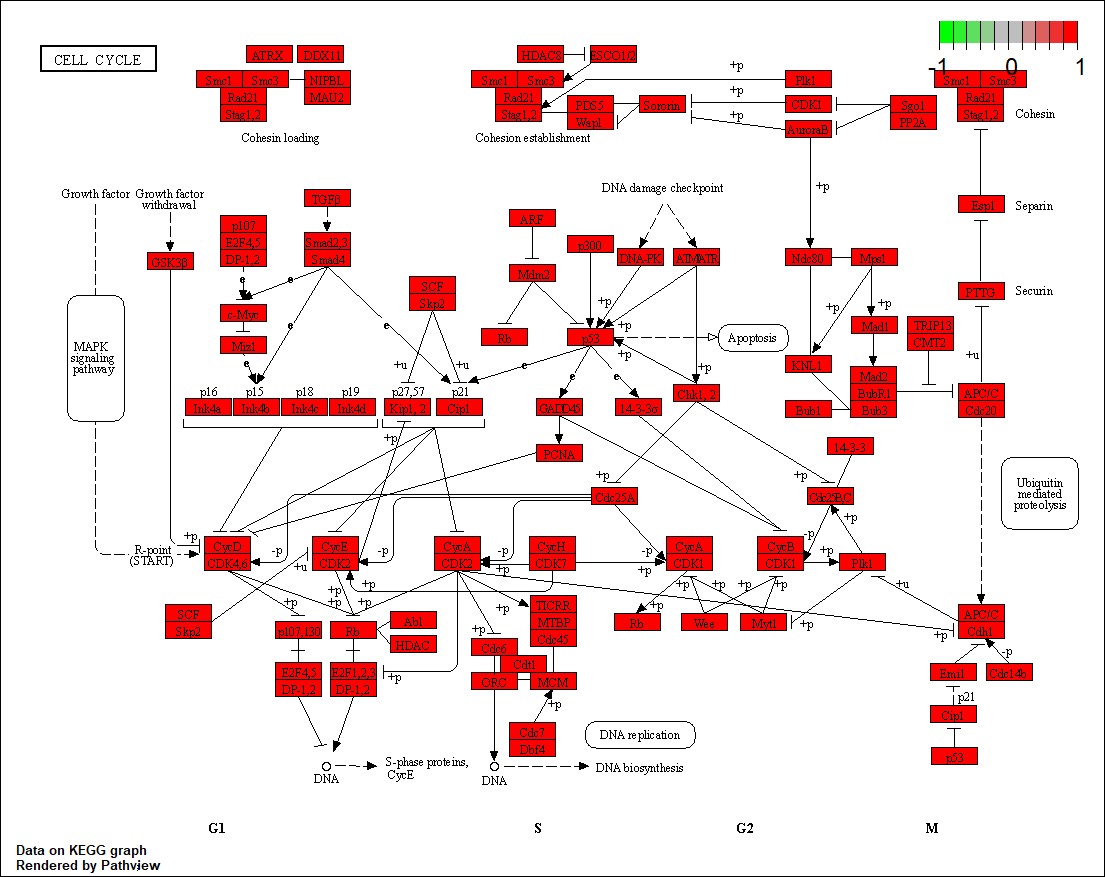 CELL CYCLE
ATRX DDX11
Smc1 Smc3 NIPBL
Rad21 MAU2
Stag1,2
Cohesin loading
HDAC8 ESCO1/2
Smc1 Smc3
Rad21 PDS5 Sororin
Stag1,2 Wapl
Cohesion establishment
+p Plk1
+p CDK1 Sgo1
+p AuroraB PP2A
-1 0 1
Smc1 Smc3
Rad21
Stag1,2 Cohesin
+p
Esp1 Separin
PTTG Securin
+u
Growth factor Growth factor
withdrawal
GSK3β
p107
E2F4,5
DP-1,2
e
c-Myc
Miz1
e
TGFβ
Smad2,3
Smad4
e
e
e
SCF
Skp2
+u +u
ARF
Mdm2
Rb
p300
DNA damage checkpoint
DNA-PK ATMATR
+p
+p
p53
+p
+p
Apoptosis
e
e
e
Ndc80 Mps1
+p +p
Mad1
KNL1
Mad2
BubR1
Bub1 Bub3
TRIP13
CMT2
APC/C
Cdc20
MAPK
signaling
pathway
p16 p15 p18 p19 p27,57 p21
Ink4a Ink4b Ink4c Ink4d Kip1, 2 Cip1
GADD45 14-3-3σ
Chk1, 2
PCNA
14-3-3
+p
+p
+p
Cdc25A
Cdc25B,C
Ubiquitin
mediated
proteolysis
R-point
(START)
+p
CycD
CDK4,6
-p
CycE
CDK2
-p
+u
CycA
CDK2
-p
+p
CycH
CDK7
-p
+p
CycA
CDK1
CycB
CDK1
-p
+p
+p
Plk1
+u
SCF
Skp2
+p
+p
+p
+p
p107,130 Rb
Abl
HDAC
E2F4,5 E2F1,2,3
DP-1,2 DP-1,2
+p
+p
+p
TICRR
MTBP
Cdc45
Cdc6
Cdt1
ORC MCM
+p
Cdc7
Dbf4
+p
+p
+p
+p
Rb Wee Myt1
+p
+p
APC/C
Cdh1
-p
Emi1 Cdc14b
p21
Cip1
p53
DNA replication
DNA
S-phase proteins,
CycE
DNA
DNA biosynthesis
G1 S G2 M
Data on KEGG graph
Rendered by Pathview